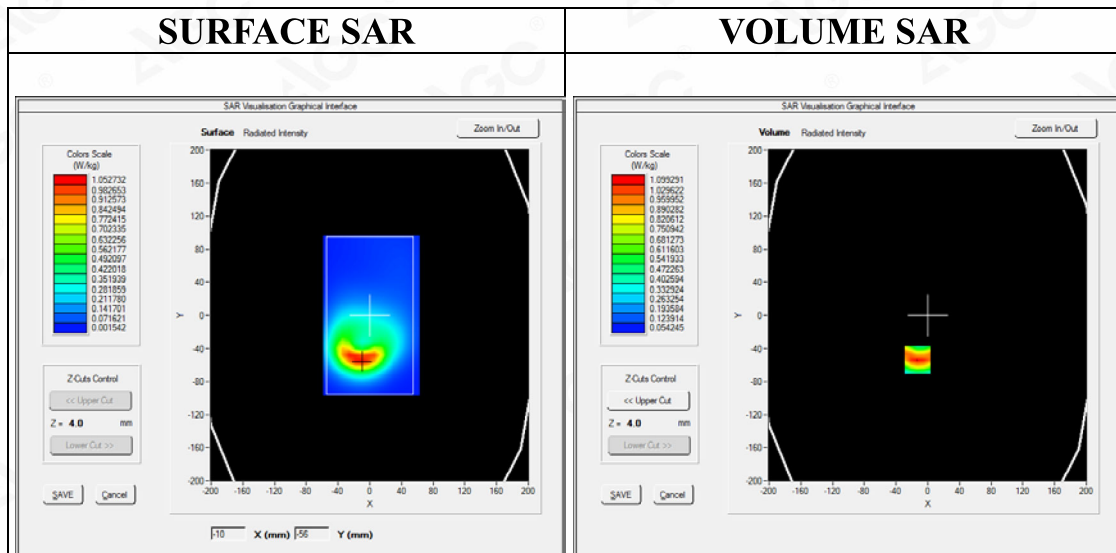 SURFACE SAR
VOLUME SAR
SAR Visualisation Graphical Interface
Surface Radiated Intensity
Zoom In/Out
Colors Scale
(W/kg)
1.052732
0.982653
0.912573
0.842494
0.772415
0.702335
0.632256
0.562177
0.492097
0.422018
0.351939
0.281859
0.211780
0.141701
0.071621
0.001542
Z-Cuts Control
<< Upper Cut
Z = 4.0 mm
Lower Cut >>
SAVE Cancel
200
160
120
80
40
0
-40
-80
-120
-160
-200
Y
-200 -160 -120 -80 -40 0 40 80 120 160 200
X
-10 X (mm) -56 Y (mm)
SAR Visualisation Graphical Interface
Volume Radiated Intensity
Zoom In/Out
Colors Scale
(W/kg)
1.099291
1.029622
0.959952
0.890282
0.820612
0.750942
0.681273
0.611603
0.541933
0.472263
0.402594
0.332924
0.263254
0.193584
0.123914
0.054245
Z-Cuts Control
<< Upper Cut
Z = 4.0 mm
Lower Cut >>
SAVE Cancel
200
160
120
80
40
0
-40
-80
-120
-160
-200
Y
-200 -160 -120 -80 -40 0 40 80 120 160 200
X